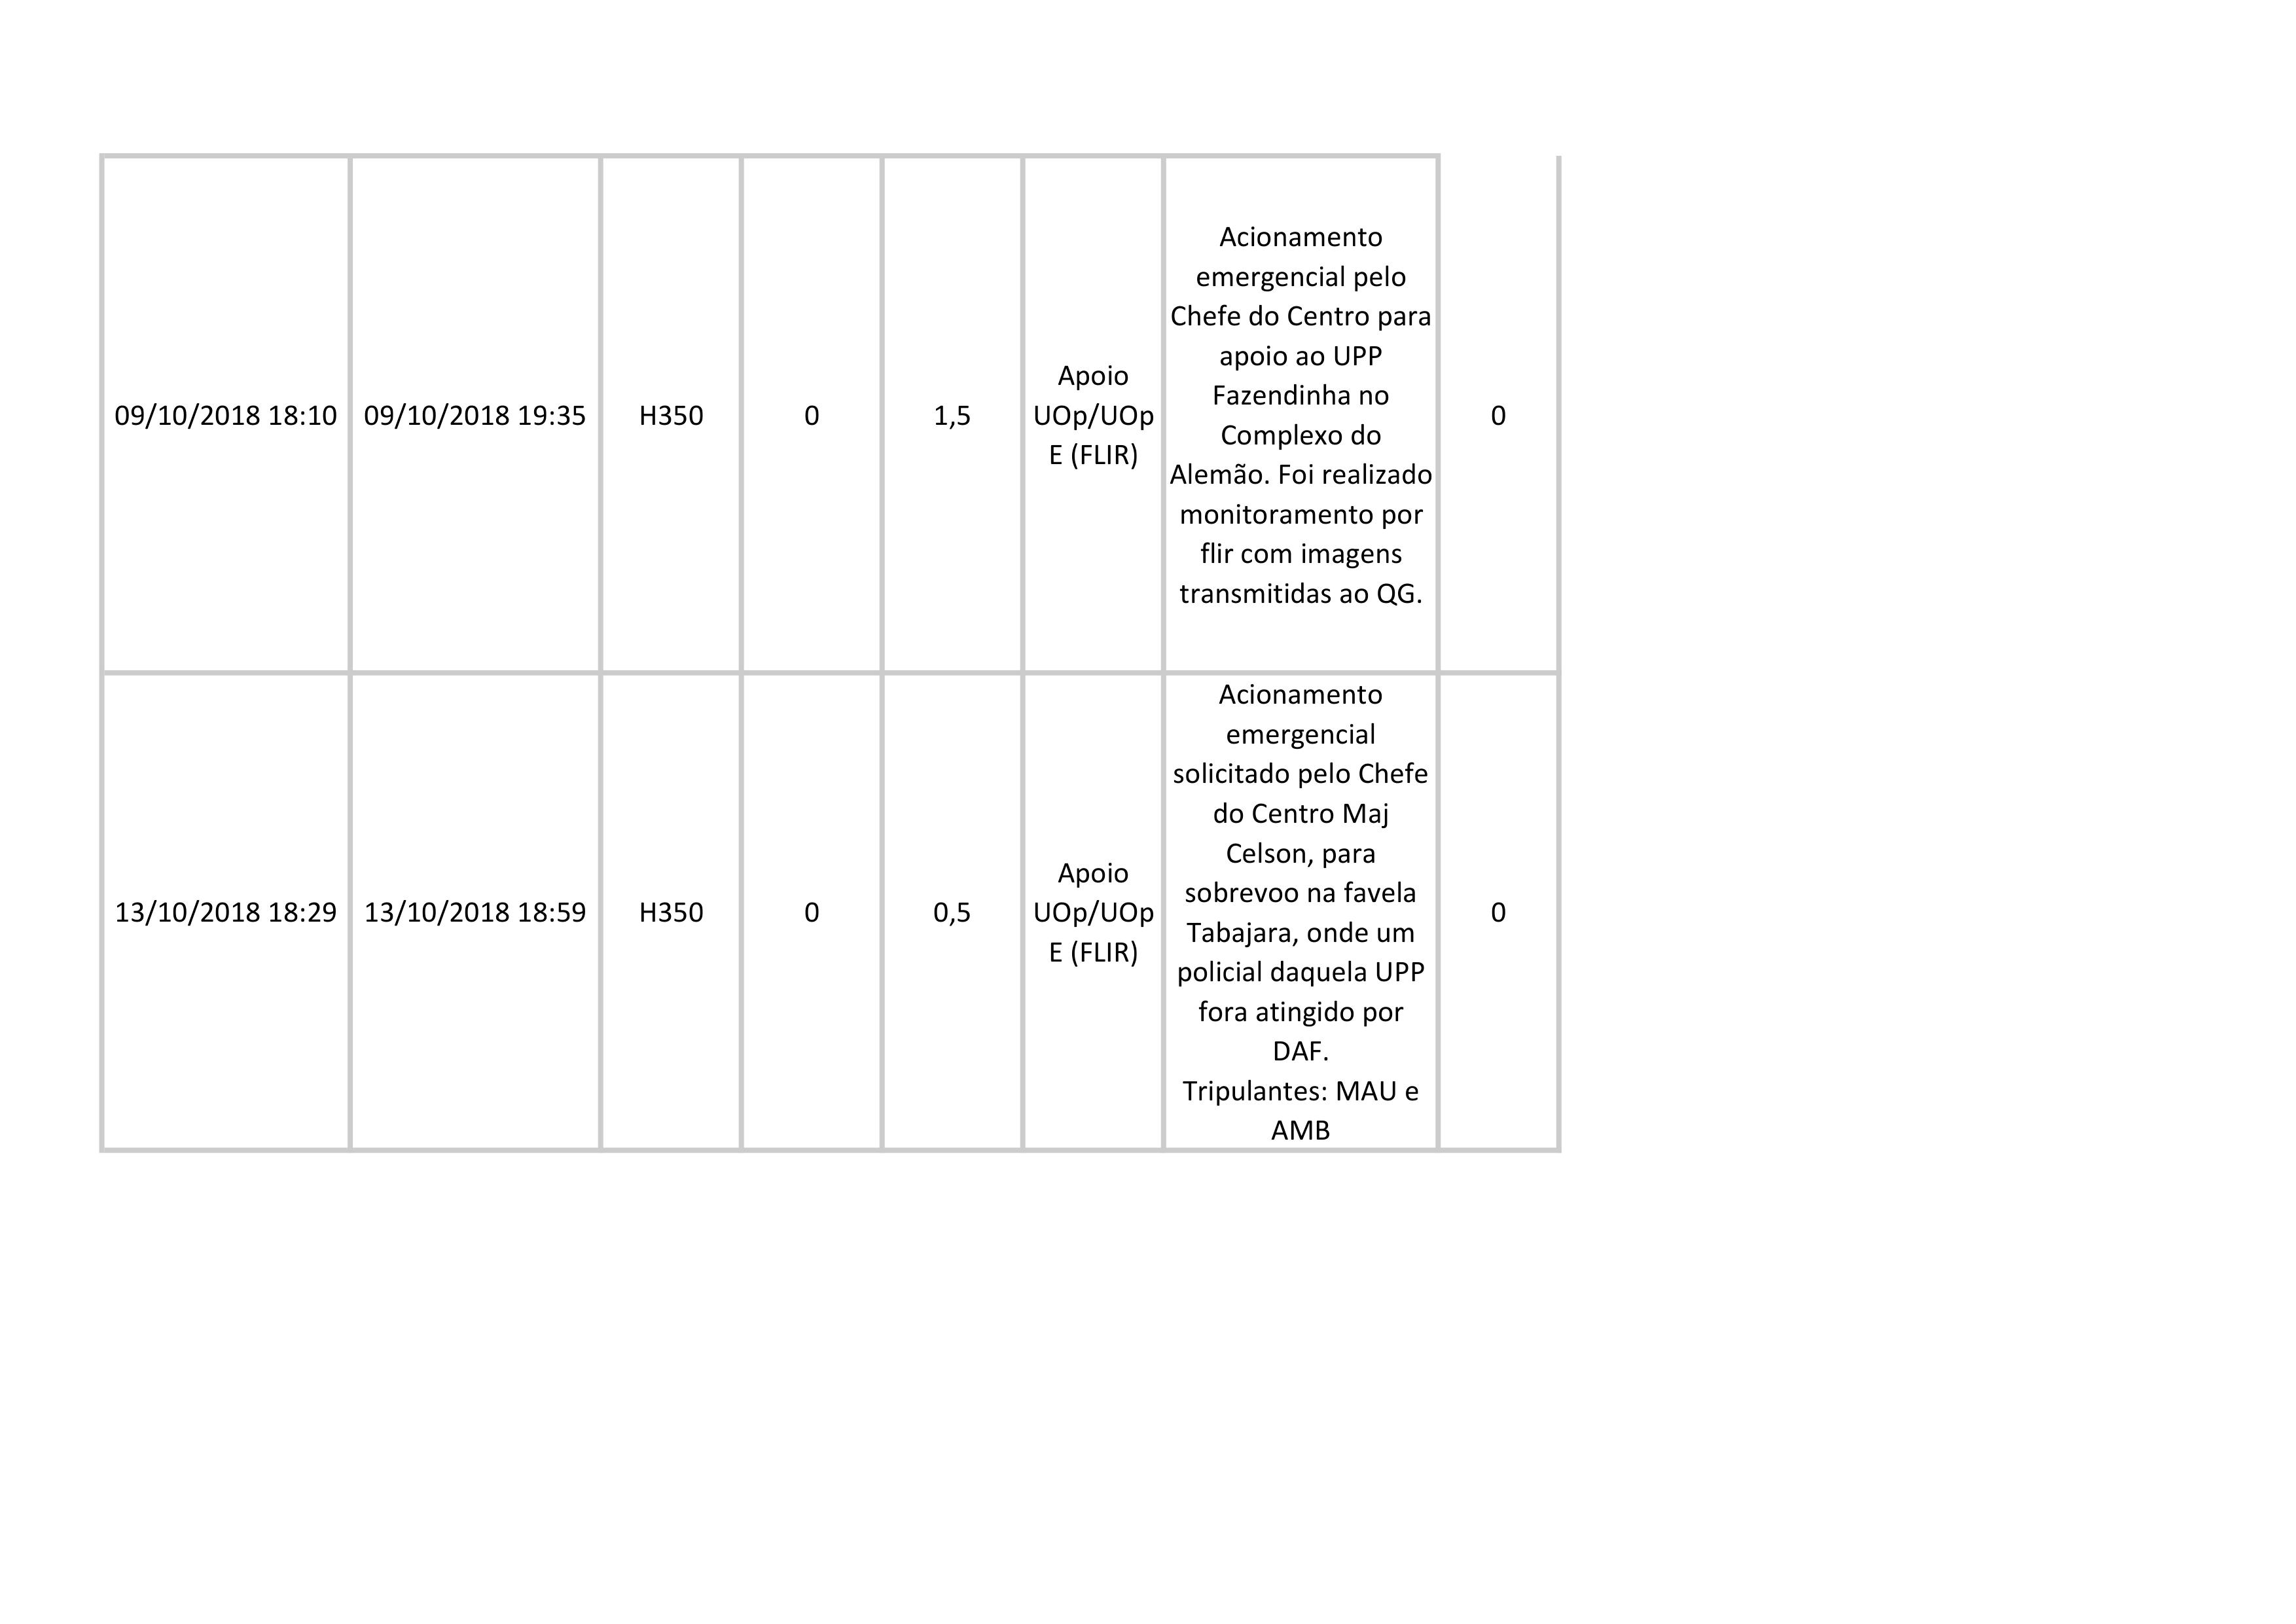 09/10/2018 18:10
09/10/2018 19:35
H350
0
1,5
Apoio
UOp/UOp
E (FLIR)
Acionamento
emergencial pelo
Chefe do Centro para
apoio ao UPP
Fazendinha no
Complexo do
Alemão. Foi realizado
monitoramento por
flir com imagens
transmitidas ao QG.
0
13/10/2018 18:29
13/10/2018 18:59
H350
0
0,5
Apoio
UOp/UOp
E (FLIR)
Acionamento
emergencial
solicitado pelo Chefe
do Centro Maj
Celson, para
sobrevoo na favela
Tabajara, onde um
policial daquela UPP
fora atingido por
DAF.
Tripulantes: MAU e
AMB
0